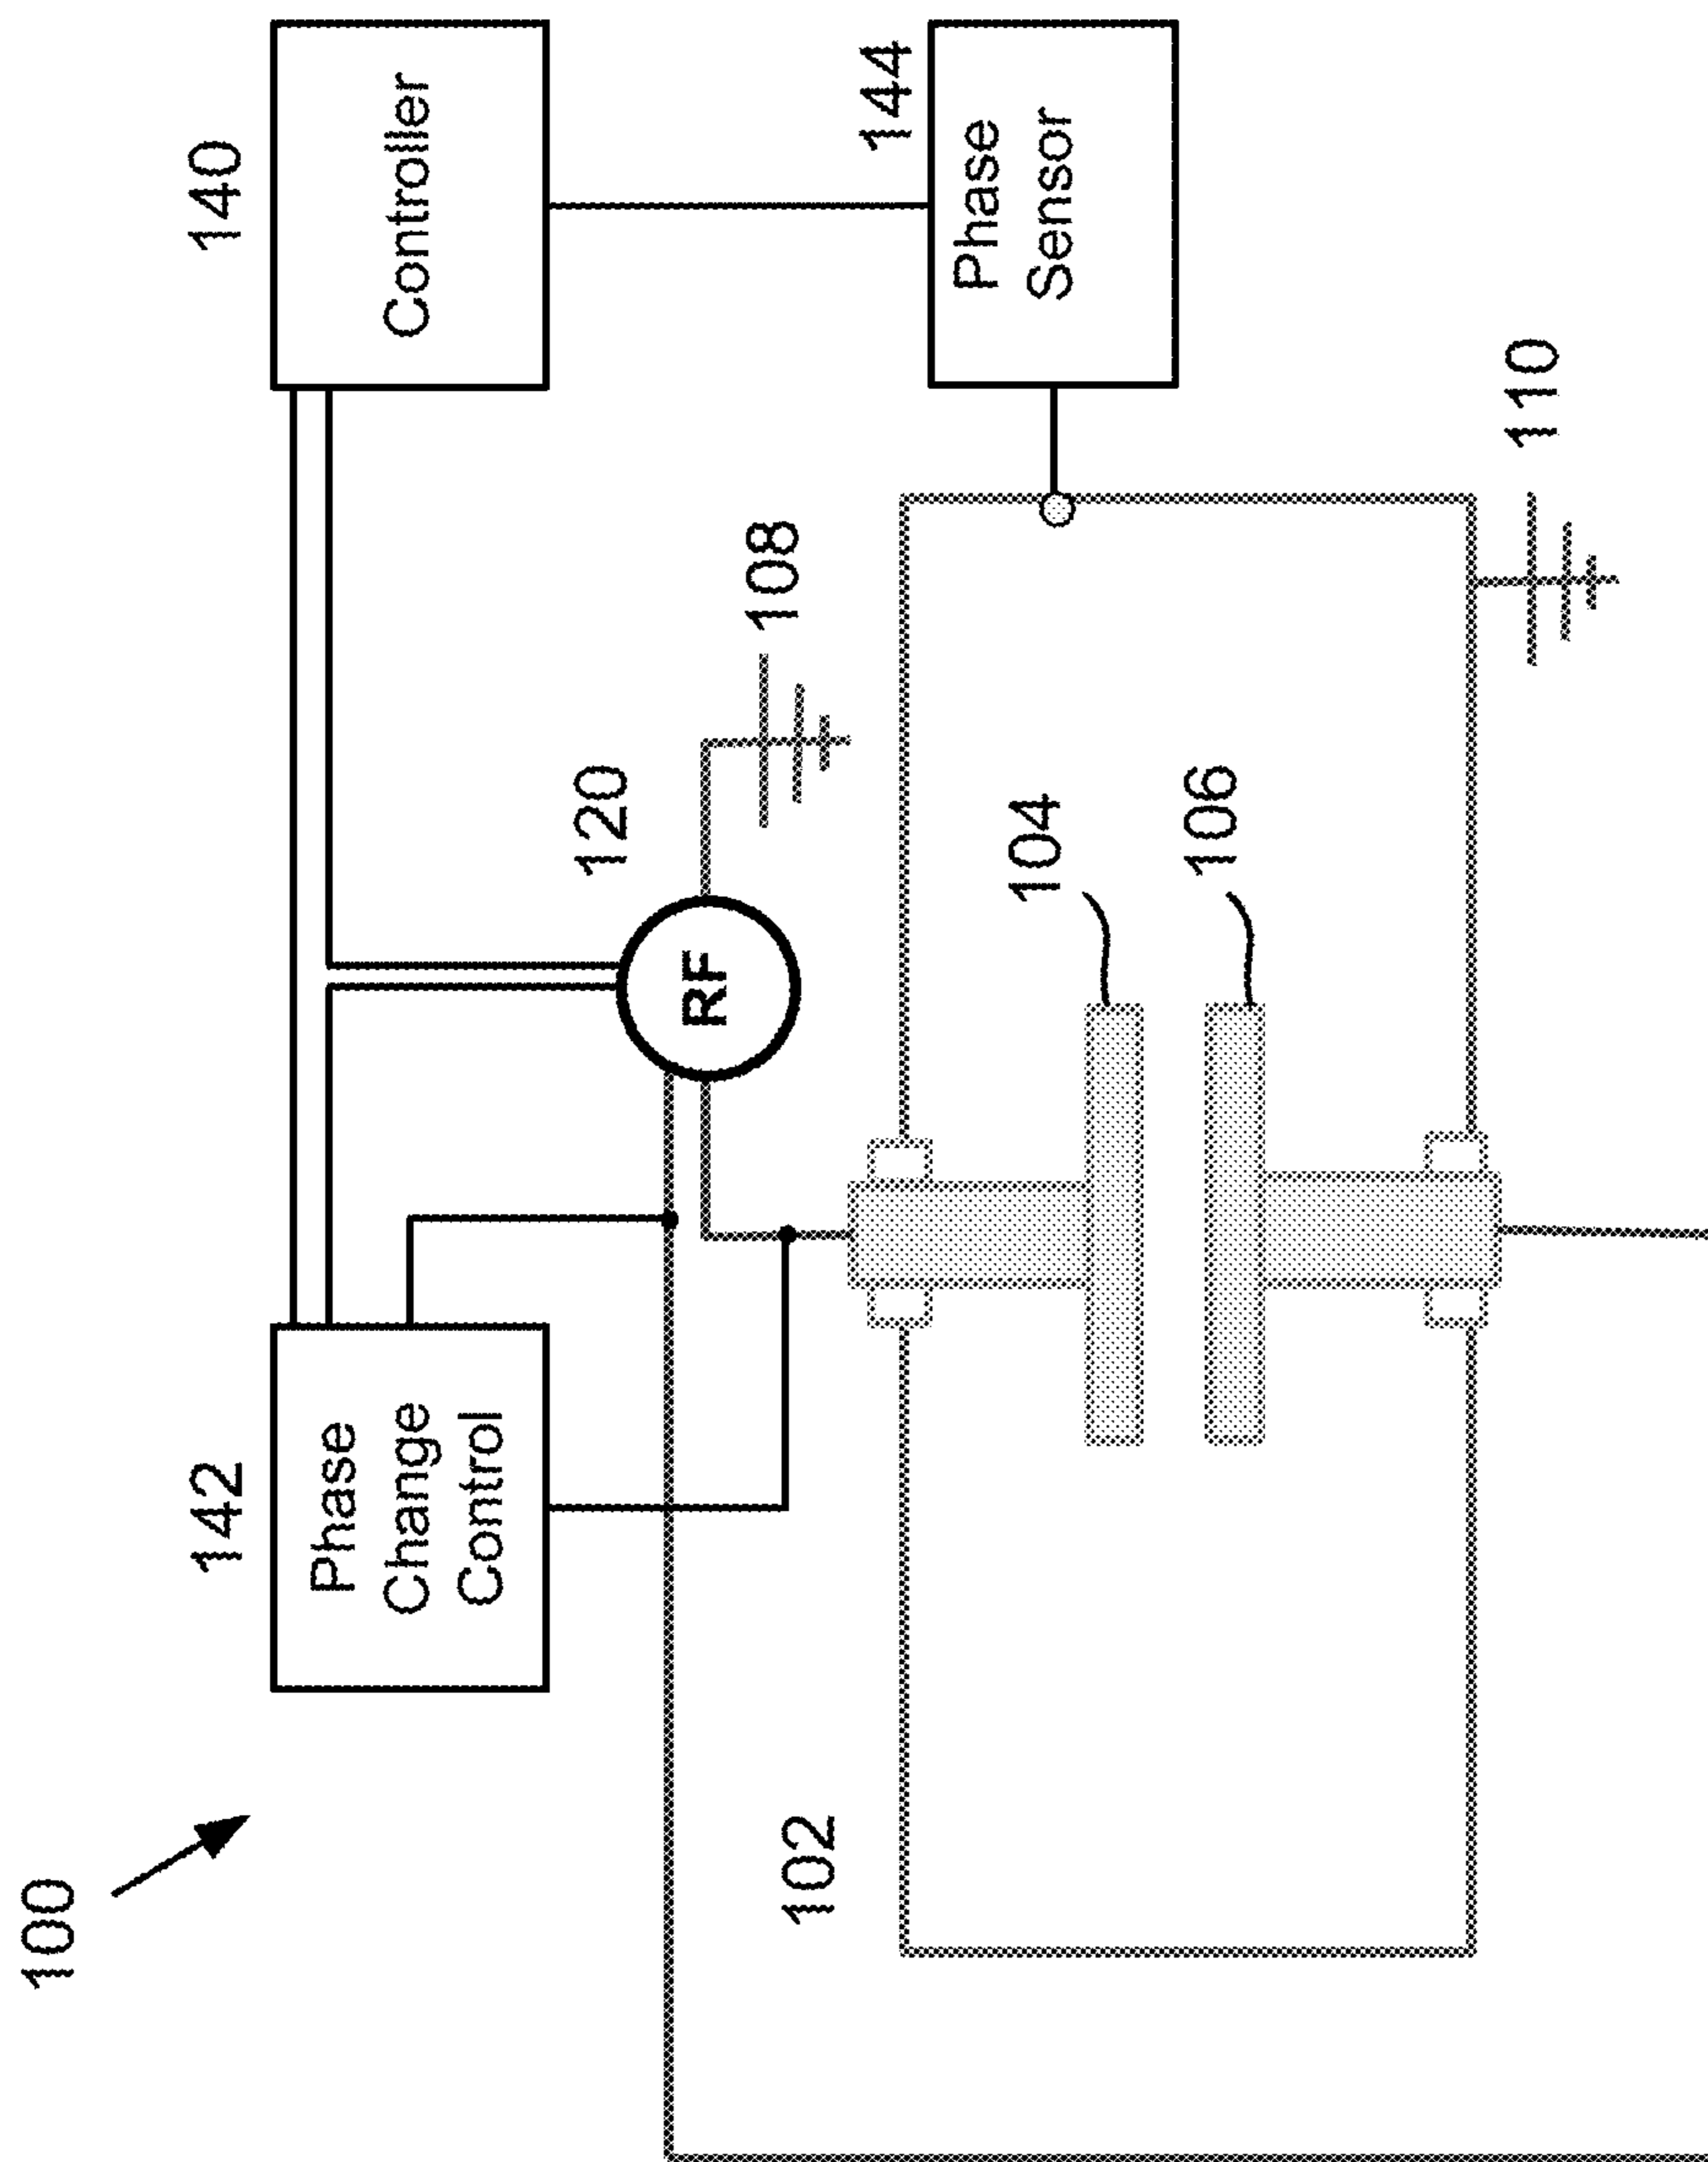 100
142
Phase
Change
Control
140
Controller
120
RF
108
144
Phase
Sensor
102
104
106
110